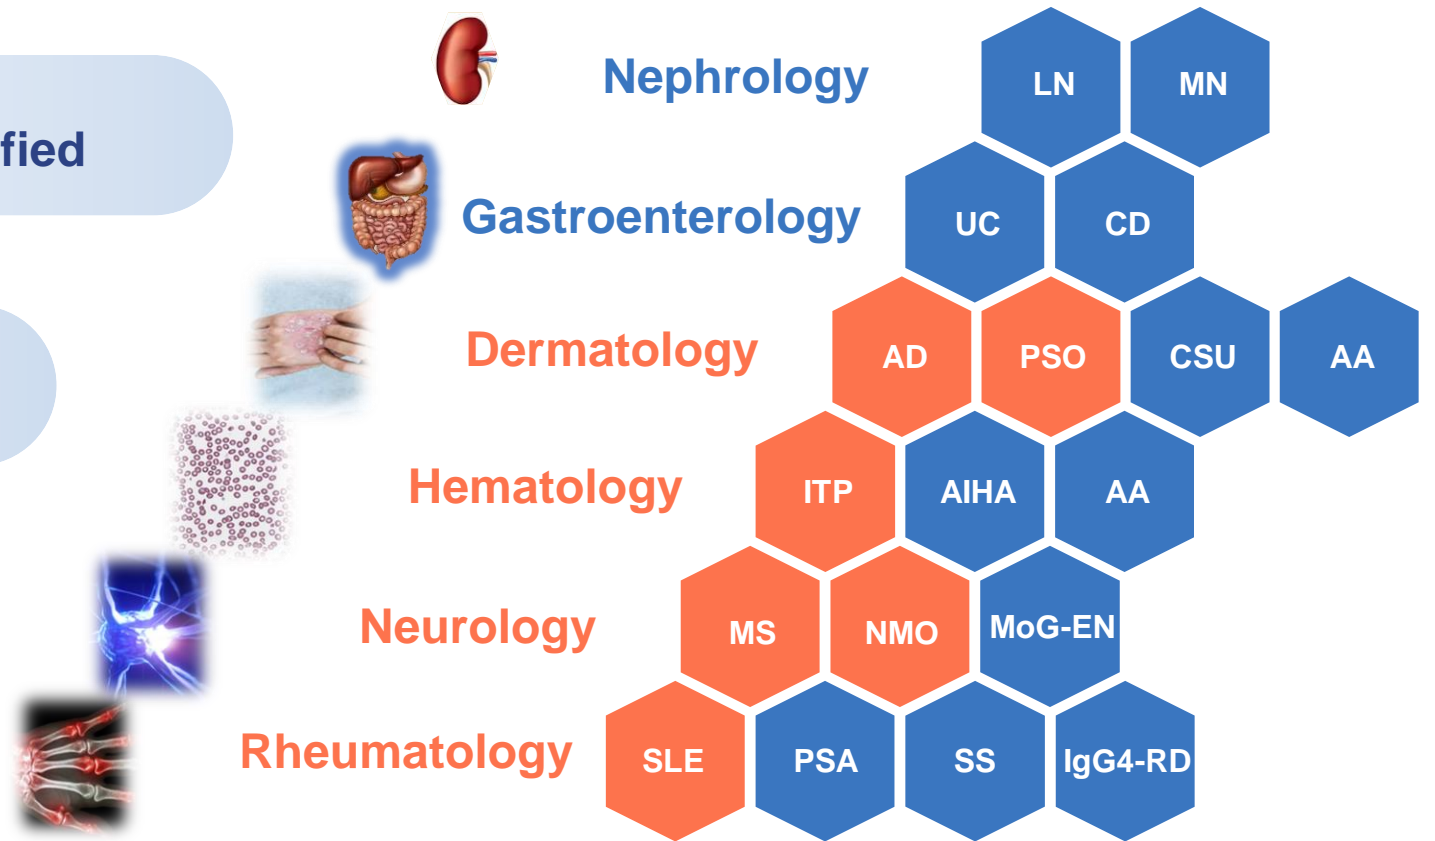 fied
Nephrology
LN MN
Gastroenterology
UC CD
Dermatology
AD PSO CSU AA
Hematology
ITP AIHA AA
Neurology
MS NMO MoG-EN
Rheumatology
SLE PSA SS IgG4-RD